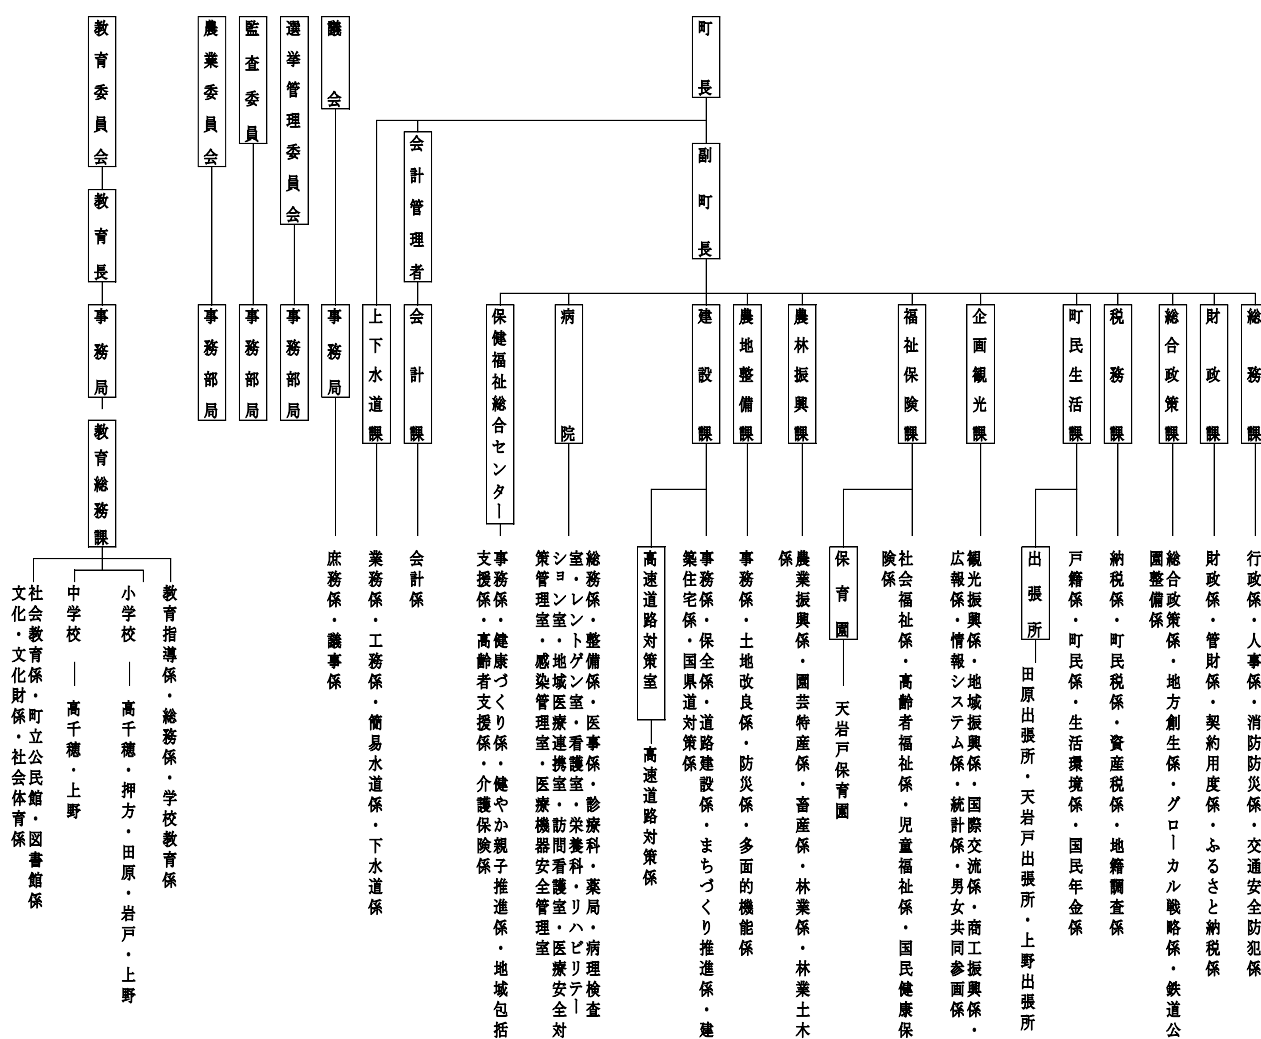 町長
副町長
会計管理者
議会
選挙管理委員会
監査委員
農業委員会
教育委員会
教育長
総務課
財政課
総合政策課
税務課
町民生活課
企画観光課
福祉保険課
農林振興課
農地整備課
建設課
病院
保健福祉総合センター
会計課
上下水道課
事務局
事務部局
事務部局
事務部局
事務局
教育総務課
行政係・人事係・消防防災係・交通安全防犯係
財政係・管財係・契約用度係・ふるさと納税係
総合政策係・地方創生係・グローカル戦略係・鉄道公
園整備係
納税係・町民税係・資産税係・地籍調査係
戸籍係・町民係・生活環境係・国民年金係
出張所
田原出張所・天岩戸出張所・上野出張所
観光振興係・地域振興係・国際交流係・商工振興係・
広報係・情報システム係・統計係・男女共同参画係
社会福祉係・高齢者福祉係・児童福祉係・国民健康保
険係
保育園
天岩戸保育園
農業振興係・園芸特産係・畜産係・林業係・林業土木
係
事務係・土地改良係・防災係・多面的機能係
事務係・保全係・道路建設係・まちづくり推進係・建
築住宅係・国県道対策係
高速道路対策室
高速道路対策係
総務係・整備係・医事係・診療科・薬局・病理検査
室・レントゲン室・看護室・栄養科・リハビリテー
ション室・地域医療連携室・訪問看護室・医療安全対
策管理室・感染管理室・医療機器安全管理室
事務係・健康づくり係・健やか親子推進係・地域包括
支援係・高齢者支援係・介護保険係
会計係
業務係・工務係・簡易水道係・下水道係
庶務係・議事係
教育指導係・総務係・学校教育係
小学校
高千穂・押方・田原・岩戸・上野
中学校
高千穂・上野
社会教育係・町立公民館・図書館係
文化・文化財係・社会体育係